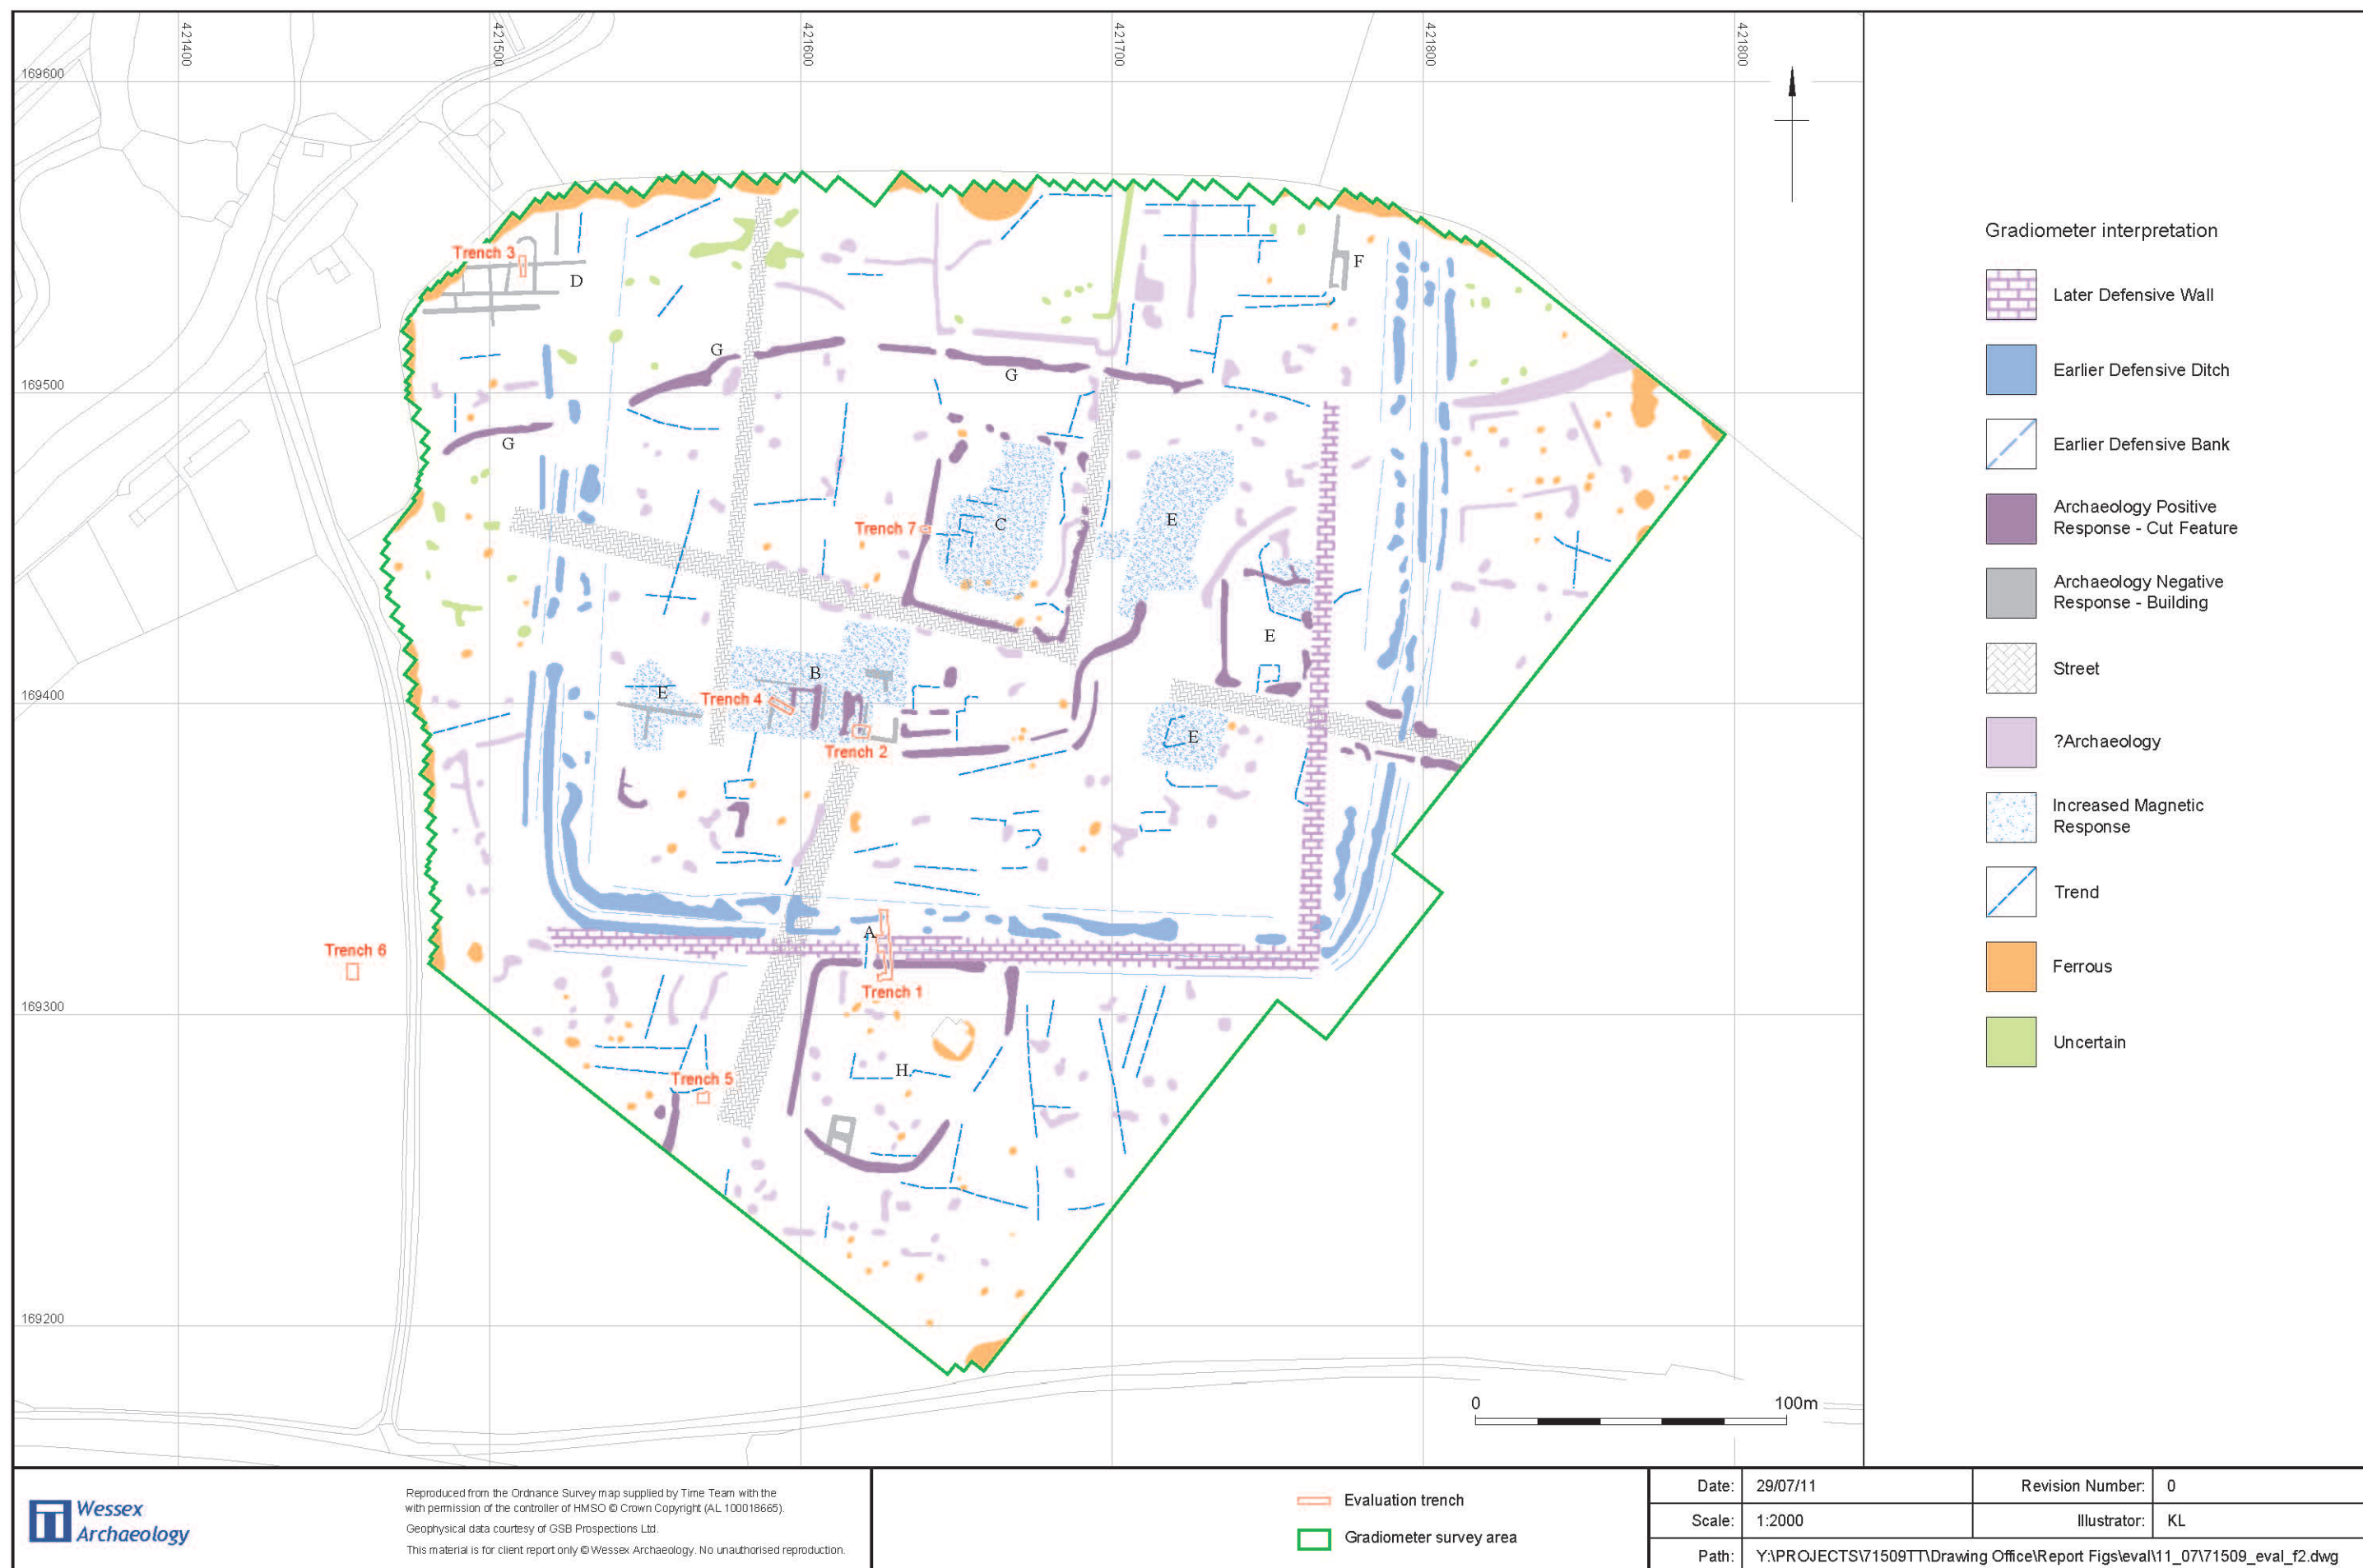 421400
421500
421600
421700
421800
421800
169600
169500
169400
169300
169200
Trench 3
D
F
G
G
G
Trench 7
C
E
E
B
E
Trench 4
Trench 2
E
A
Trench 6
Trench 1
H
Trench 5
0 100m
Gradiometer interpretation
Later Defensive Wall
Earlier Defensive Ditch
Earlier Defensive Bank
Archaeology Positive
Response - Cut Feature
Archaeology Negative
Response - Building
Street
?Archaeology
Increased Magnetic
Response
Trend
Ferrous
Uncertain
Wessex
Archaeology
Reproduced from the Ordnance Survey map supplied by Time Team with the
with permission of the controller of HMSO © Crown Copyright (AL 100018665).
Geophysical data courtesy of GSB Prospections Ltd.
This material is for client report only © Wessex Archaeology. No unauthorised reproduction.
Evaluation trench
Gradiometer survey area
Date: 29/07/11 Revision Number: 0
Scale: 1:2000 Illustrator: KL
Path: Y:\PROJECTS\71509TT\Drawing Office\Report Figs\eval\11_07\71509_eval_f2.dwg